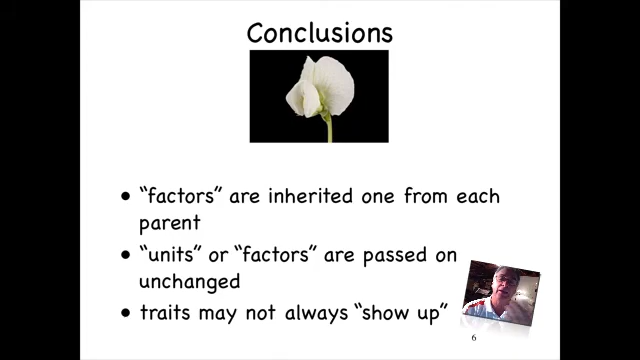 Conclusions
• “factors” are inherited one from each
parent
• “units” or “factors” are passed on
unchanged
• traits may not always “show up”
6